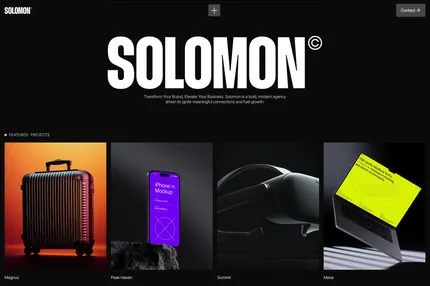 SOLOMON
Contact →
SOLOMON©
Transform Your Brand, Elevate Your Business. Solomon is a bold, modern agency
driven to ignite meaningful connections and fuel growth.
FEATURES PROJECTS
iPhone 15
Mockup
Magnus
Peak Haven
Summit
Mesa